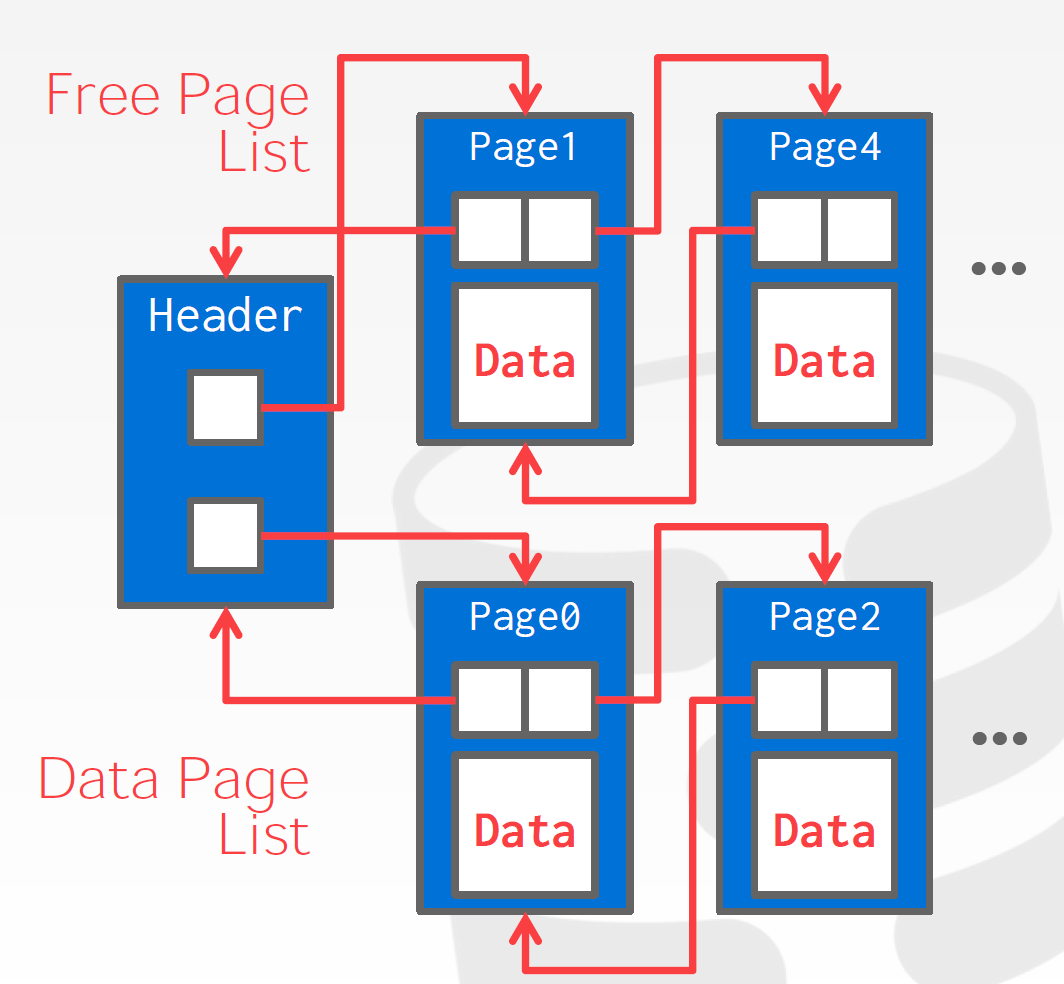 Free Page
List
Page1
Page4
Data
Data
...
Header
Page0
Page2
Data
Data
...
Data Page
List